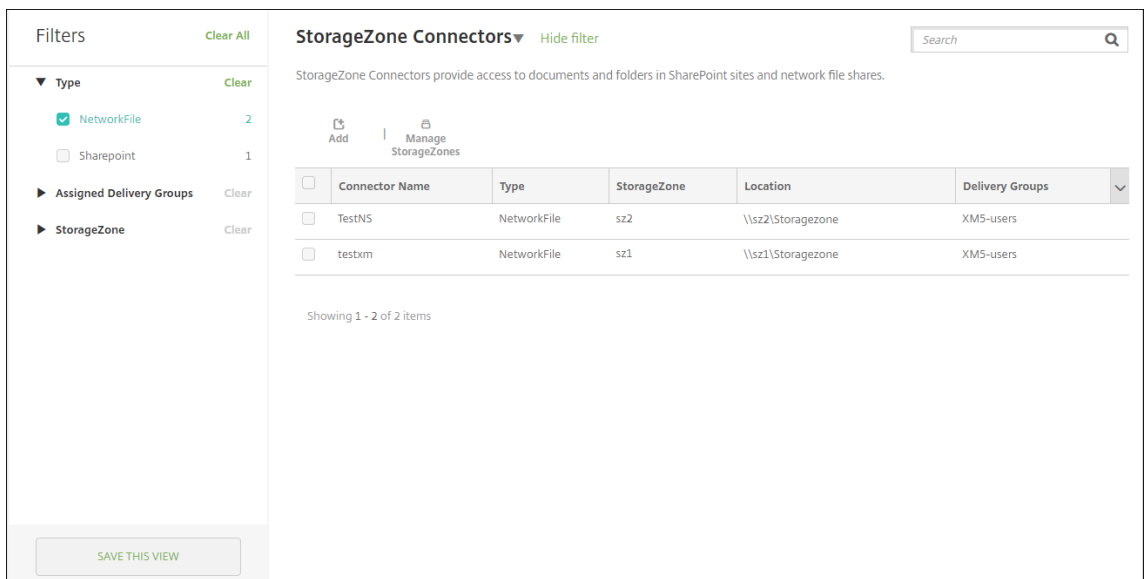 Filters
Clear All
Type
Clear
NetworkFile
2
Sharepoint
1
Assigned Delivery Groups
Clear
StorageZone
Clear
SAVE THIS VIEW
StorageZone Connectors
Hide filter
Search
StorageZone Connectors provide access to documents and folders in SharePoint sites and network file shares.
Add
|
Manage
StorageZones
Connector Name Type StorageZone Location Delivery Groups
TestNS NetworkFile sz2 \\sz2\Storagezone XM5-users
testxm NetworkFile sz1 \\sz1\Storagezone XM5-users
Showing 1 - 2 of 2 items